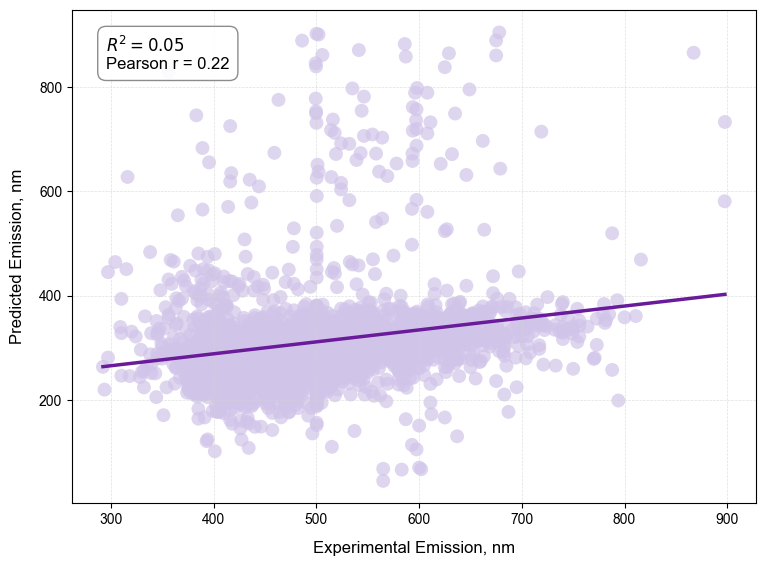 R² = 0.05
Pearson r = 0.22
Predicted Emission, nm
800
600
400
200
300 400 500 600 700 800 900
Experimental Emission, nm